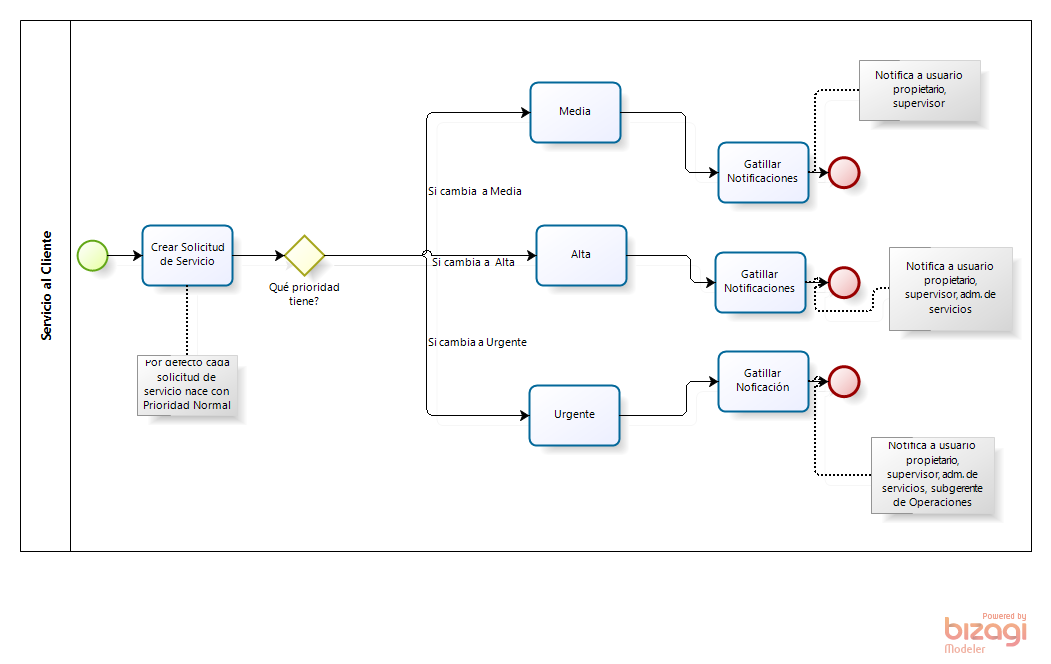 Servicio al Cliente
Crear Solicitud
de Servicio
Por defecto cada
solicitud de
servicio nace con
Prioridad Normal
Qué prioridad
tiene?
Si cambia a Media
Si cambia a Alta
Si cambia a Urgente
Media
Gatillar
Notificaciones
Notifica a usuario
propietario,
supervisor
Alta
Gatillar
Notificaciones
Notifica a usuario
propietario,
supervisor, adm. de
servicios
Urgente
Gatillar
Noficación
Notifica a usuario
propietario,
supervisor, adm. de
servicios, subgerente
de Operaciones
Powered by
bizagi
Modeler